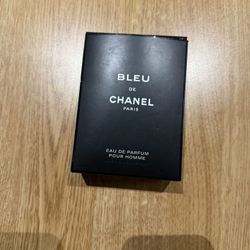 BLEU
DE
CHANEL
PARIS
EAU DE PARFUM
POUR HOMME